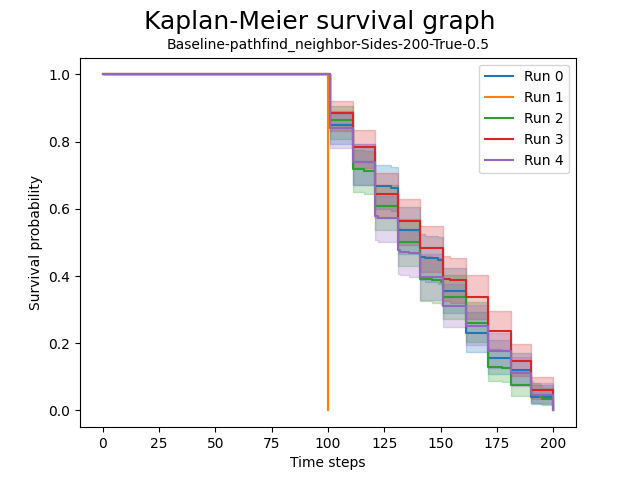 Kaplan-Meier survival graph
Baseline-pathfind_neighbor-Sides-200-True-0.5
Survival probability
1.0
0.8
0.6
0.4
0.2
0.0
Run 0
Run 1
Run 2
Run 3
Run 4
0 25 50 75 100 125 150 175 200
Time steps